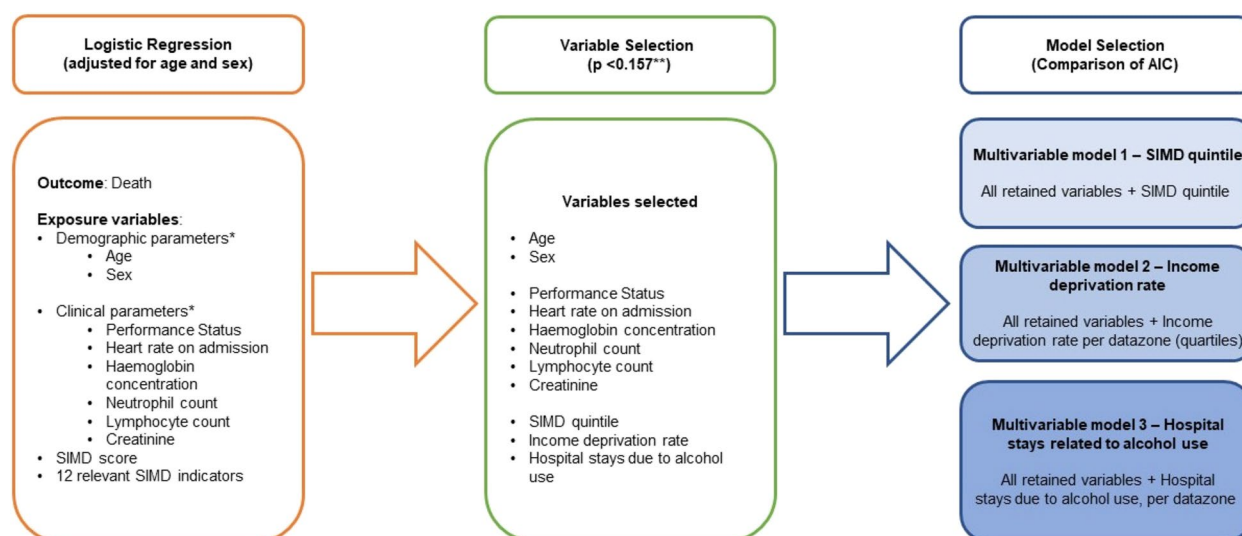 Logistic Regression
(adjusted for age and sex)
Outcome: Death
Exposure variables:
• Demographic parameters*
• Age
• Sex
• Clinical parameters*
• Performance Status
• Heart rate on admission
• Haemoglobin
concentration
• Neutrophil count
• Lymphocyte count
• Creatinine
• SIMD score
• 12 relevant SIMD indicators
Variable Selection
(p <0.157**)
Variables selected
• Age
• Sex
• Performance Status
• Heart rate on admission
• Haemoglobin concentration
• Neutrophil count
• Lymphocyte count
• Creatinine
• SIMD quintile
• Income deprivation rate
• Hospital stays due to alcohol
use
Model Selection
(Comparison of AIC)
Multivariable model 1 – SIMD quintile
All retained variables + SIMD quintile
Multivariable model 2 – Income
deprivation rate
All retained variables + Income
deprivation rate per datazone (quartiles)
Multivariable model 3 – Hospital
stays related to alcohol use
All retained variables + Hospital
stays due to alcohol use, per datazone